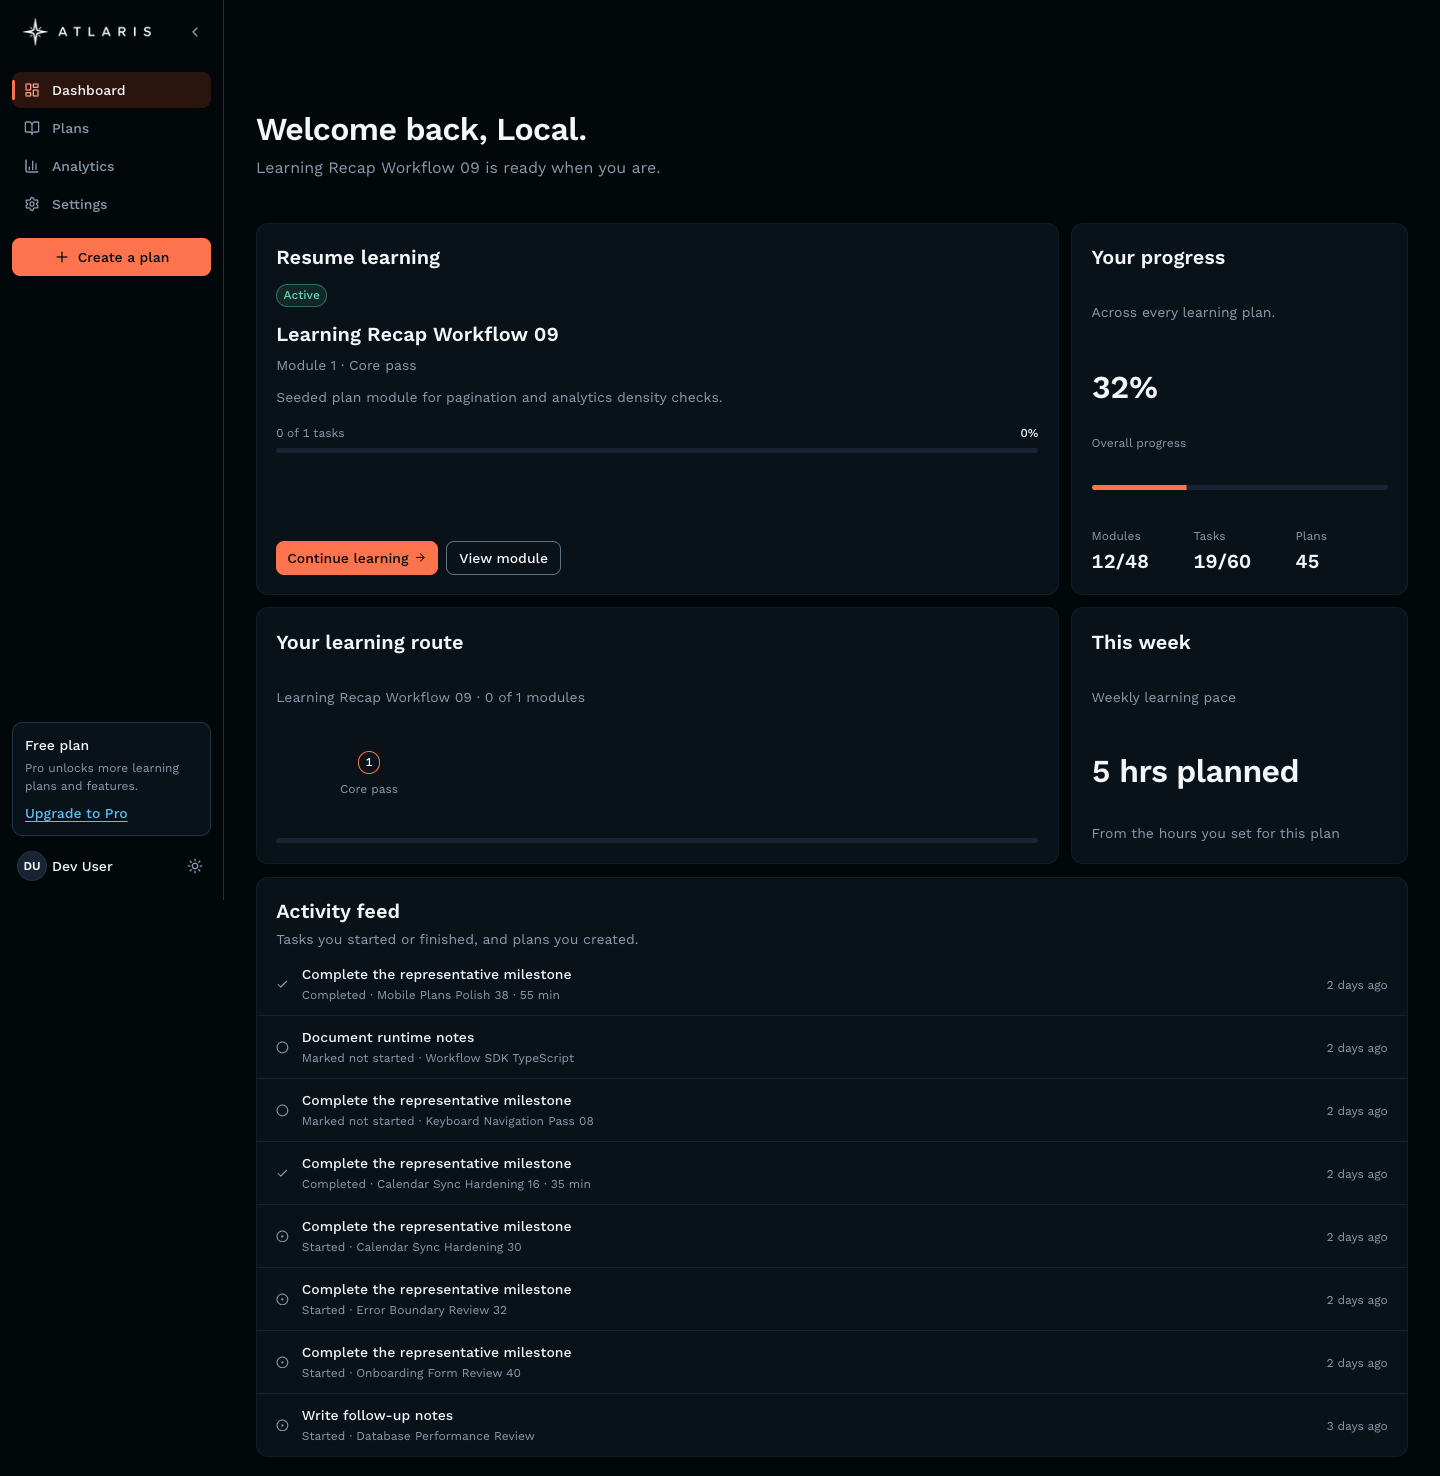 ATLARIS
Dashboard
Plans
Analytics
Settings
Create a plan
Free plan
Pro unlocks more learning
plans and features.
Upgrade to Pro
DU
Dev User
Welcome back, Local.
Learning Recap Workflow 09 is ready when you are.
Resume learning
Active
Learning Recap Workflow 09
Module 1 · Core pass
Seeded plan module for pagination and analytics density checks.
0 of 1 tasks
0%
Continue learning →
View module
Your progress
Across every learning plan.
32%
Overall progress
Modules
12/48
Tasks
19/60
Plans
45
Your learning route
Learning Recap Workflow 09 · 0 of 1 modules
1
Core pass
This week
Weekly learning pace
5 hrs planned
From the hours you set for this plan
Activity feed
Tasks you started or finished, and plans you created.
Complete the representative milestone
Completed · Mobile Plans Polish 38 · 55 min
2 days ago
Document runtime notes
Marked not started · Workflow SDK TypeScript
2 days ago
Complete the representative milestone
Marked not started · Keyboard Navigation Pass 08
2 days ago
Complete the representative milestone
Completed · Calendar Sync Hardening 16 · 35 min
2 days ago
Complete the representative milestone
Started · Calendar Sync Hardening 30
2 days ago
Complete the representative milestone
Started · Error Boundary Review 32
2 days ago
Complete the representative milestone
Started · Onboarding Form Review 40
2 days ago
Write follow-up notes
Started · Database Performance Review
3 days ago